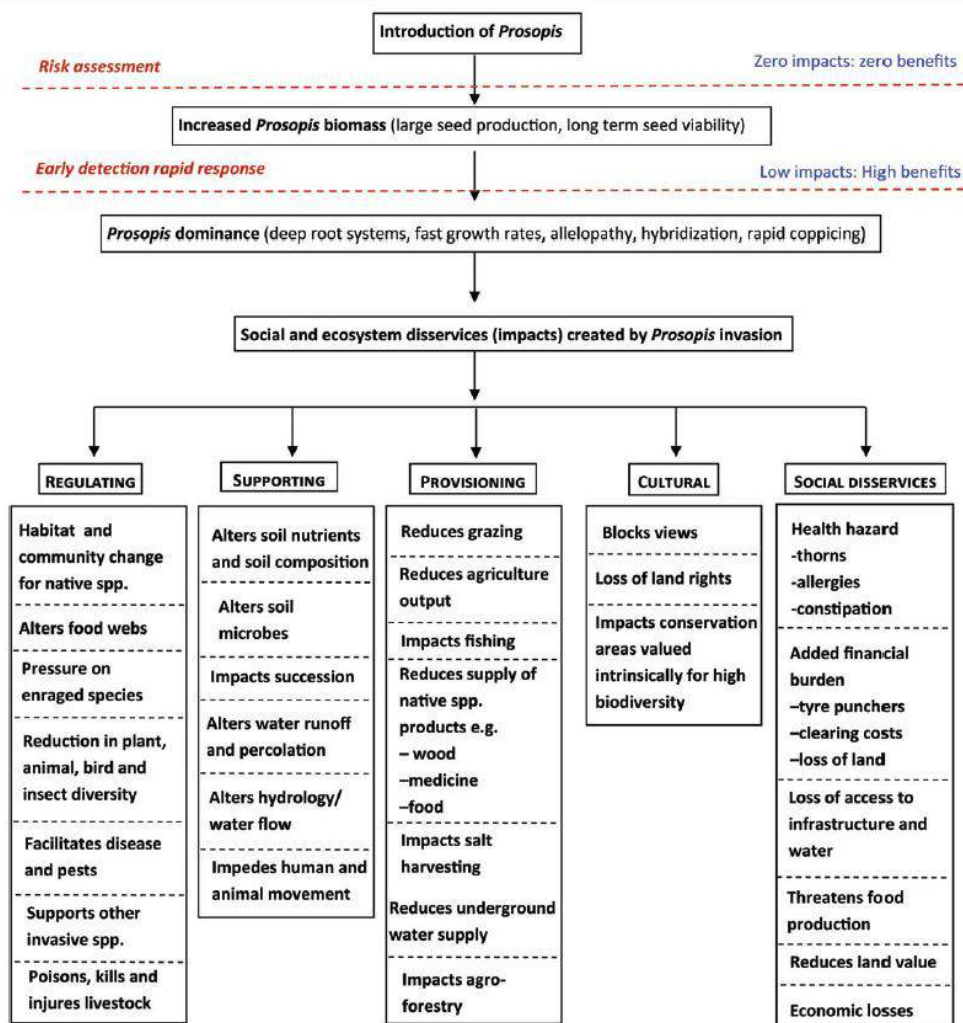 Introduction of Prosopis
Risk assessment
Zero impacts: zero benefits
Increased Prosopis biomass (large seed production, long term seed viability)
Early detection rapid response
Low impacts: High benefits
Prosopis dominance (deep root systems, fast growth rates, allelopathy, hybridization, rapid coppicing)
Social and ecosystem disservices (impacts) created by Prosopis invasion
REGULATING
Habitat and
community change
for native spp.
Alters food webs
Pressure on
enraged species
Reduction in plant,
animal, bird and
insect diversity
Facilitates disease
and pests
Supports other
invasive spp.
Poisons, kills and
injures livestock
SUPPORTING
Alters soil nutrients
and soil composition
Alters soil
microbes
Impacts succession
Alters water runoff
and percolation
Alters hydrology/
water flow
Impedes human and
animal movement
PROVISIONING
Reduces grazing
Reduces agriculture
output
Impacts fishing
Reduces supply of
native spp.
products e.g.
– wood
–medicine
–food
Impacts salt
harvesting
Reduces underground
water supply
Impacts agro-
forestry
CULTURAL
Blocks views
Loss of land rights
Impacts conservation
areas valued
intrinsically for high
biodiversity
SOCIAL DISSERVICES
Health hazard
-thorns
-allergies
-constipation
Added financial
burden
–tyre punchers
–clearing costs
–loss of land
Loss of access to
infrastructure and
water
Threatens food
production
Reduces land value
Economic losses